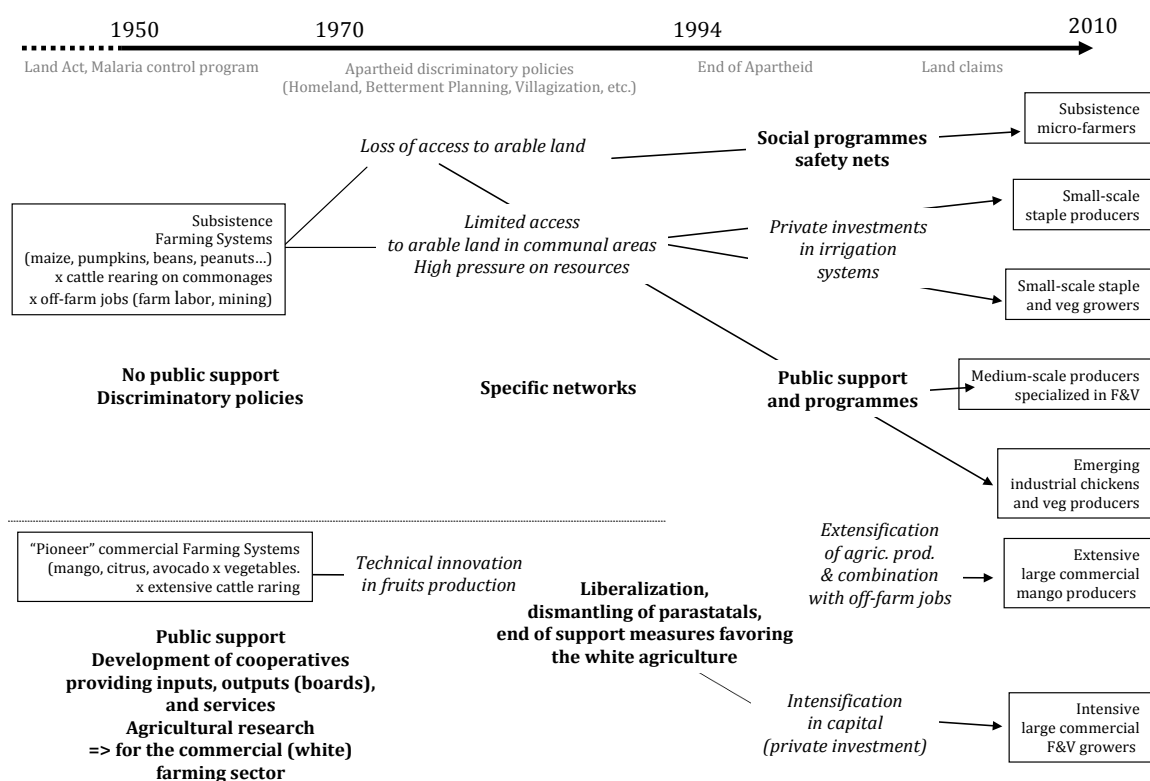 1950
1970
1994
2010
Land Act, Malaria control program
Apartheid discriminatory policies
(Homeland, Betterment Planning, Villagization, etc.)
End of Apartheid
Land claims
Subsistence
micro-farmers
Loss of access to arable land
Social programmes
safety nets
Subsistence
Farming Systems
(maize, pumpkins, beans, peanuts…)
x cattle rearing on commonages
x off-farm jobs (farm labor, mining)
Limited access
to arable land in communal areas
High pressure on resources
Private investments
in irrigation
systems
Small-scale
staple producers
Small-scale staple
and veg growers
No public support
Discriminatory policies
Specific networks
Public support
and programmes
Medium-scale producers
specialized in F&V
Emerging
industrial chickens
and veg producers
"Pioneer" commercial Farming Systems
(mango, citrus, avocado x vegetables.
x extensive cattle raring
Technical innovation
in fruits production
Extensification
of agric. prod.
& combination
with off-farm jobs
Extensive
large commercial
mango producers
Liberalization,
dismantling of parastatals,
end of support measures favoring
the white agriculture
Public support
Development of cooperatives
providing inputs, outputs (boards),
and services
Agricultural research
=> for the commercial (white)
farming sector
Intensification
in capital
(private investment)
Intensive
large commercial
F&V growers